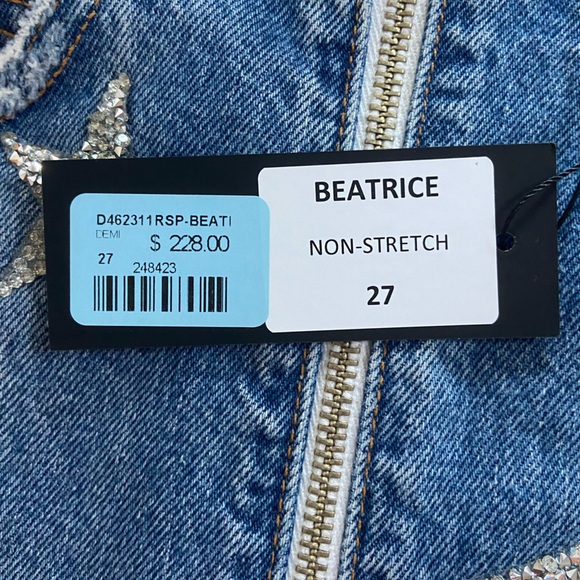 D462311RSP-BEATI
DEMI
$ 228.00
27
248423
BEATRICE
NON-STRETCH
27